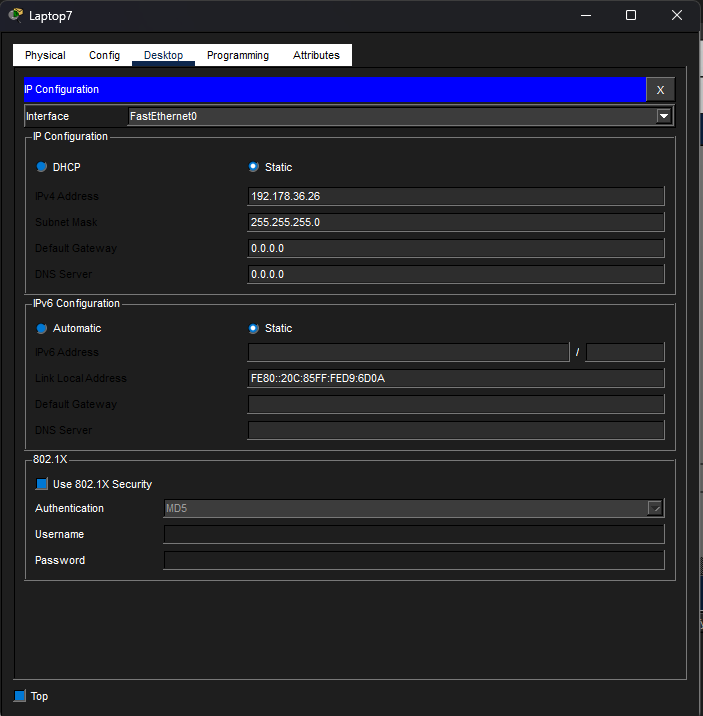 Laptop7
Physical Config Desktop Programming Attributes
IP Configuration X
Interface FastEthernet0
IP Configuration
DHCP Static
IPv4 Address 192.178.36.26
Subnet Mask 255.255.255.0
Default Gateway 0.0.0.0
DNS Server 0.0.0.0
IPv6 Configuration
Automatic Static
IPv6 Address /
Link Local Address FE80::20C:85FF:FED9:6D0A
Default Gateway
DNS Server
802.1X
Use 802.1X Security
Authentication MD5
Username
Password
Top